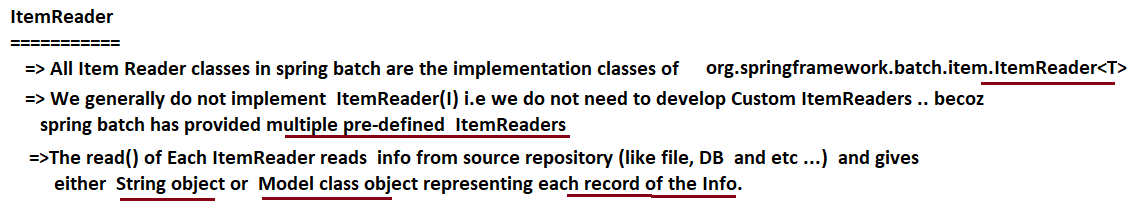 ItemReader
===========
=> All Item Reader classes in spring batch are the implementation classes of org.springframework.batch.item.ItemReader<T>
=> We generally do not implement ItemReader(I) i.e we do not need to develop Custom ItemReaders .. becoz
spring batch has provided multiple pre-defined ItemReaders
=>The read() of Each ItemReader reads info from source repository (like file, DB and etc ...) and gives
either String object or Model class object representing each record of the Info.